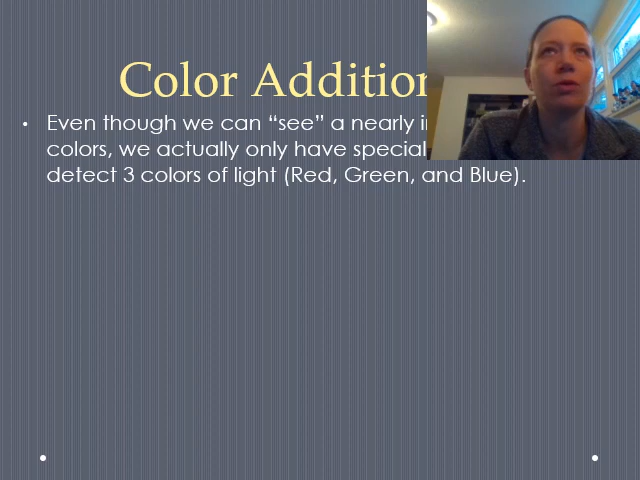 Color Addition
• Even though we can “see” a nearly
colors, we actually only have special
detect 3 colors of light (Red, Green, and Blue).